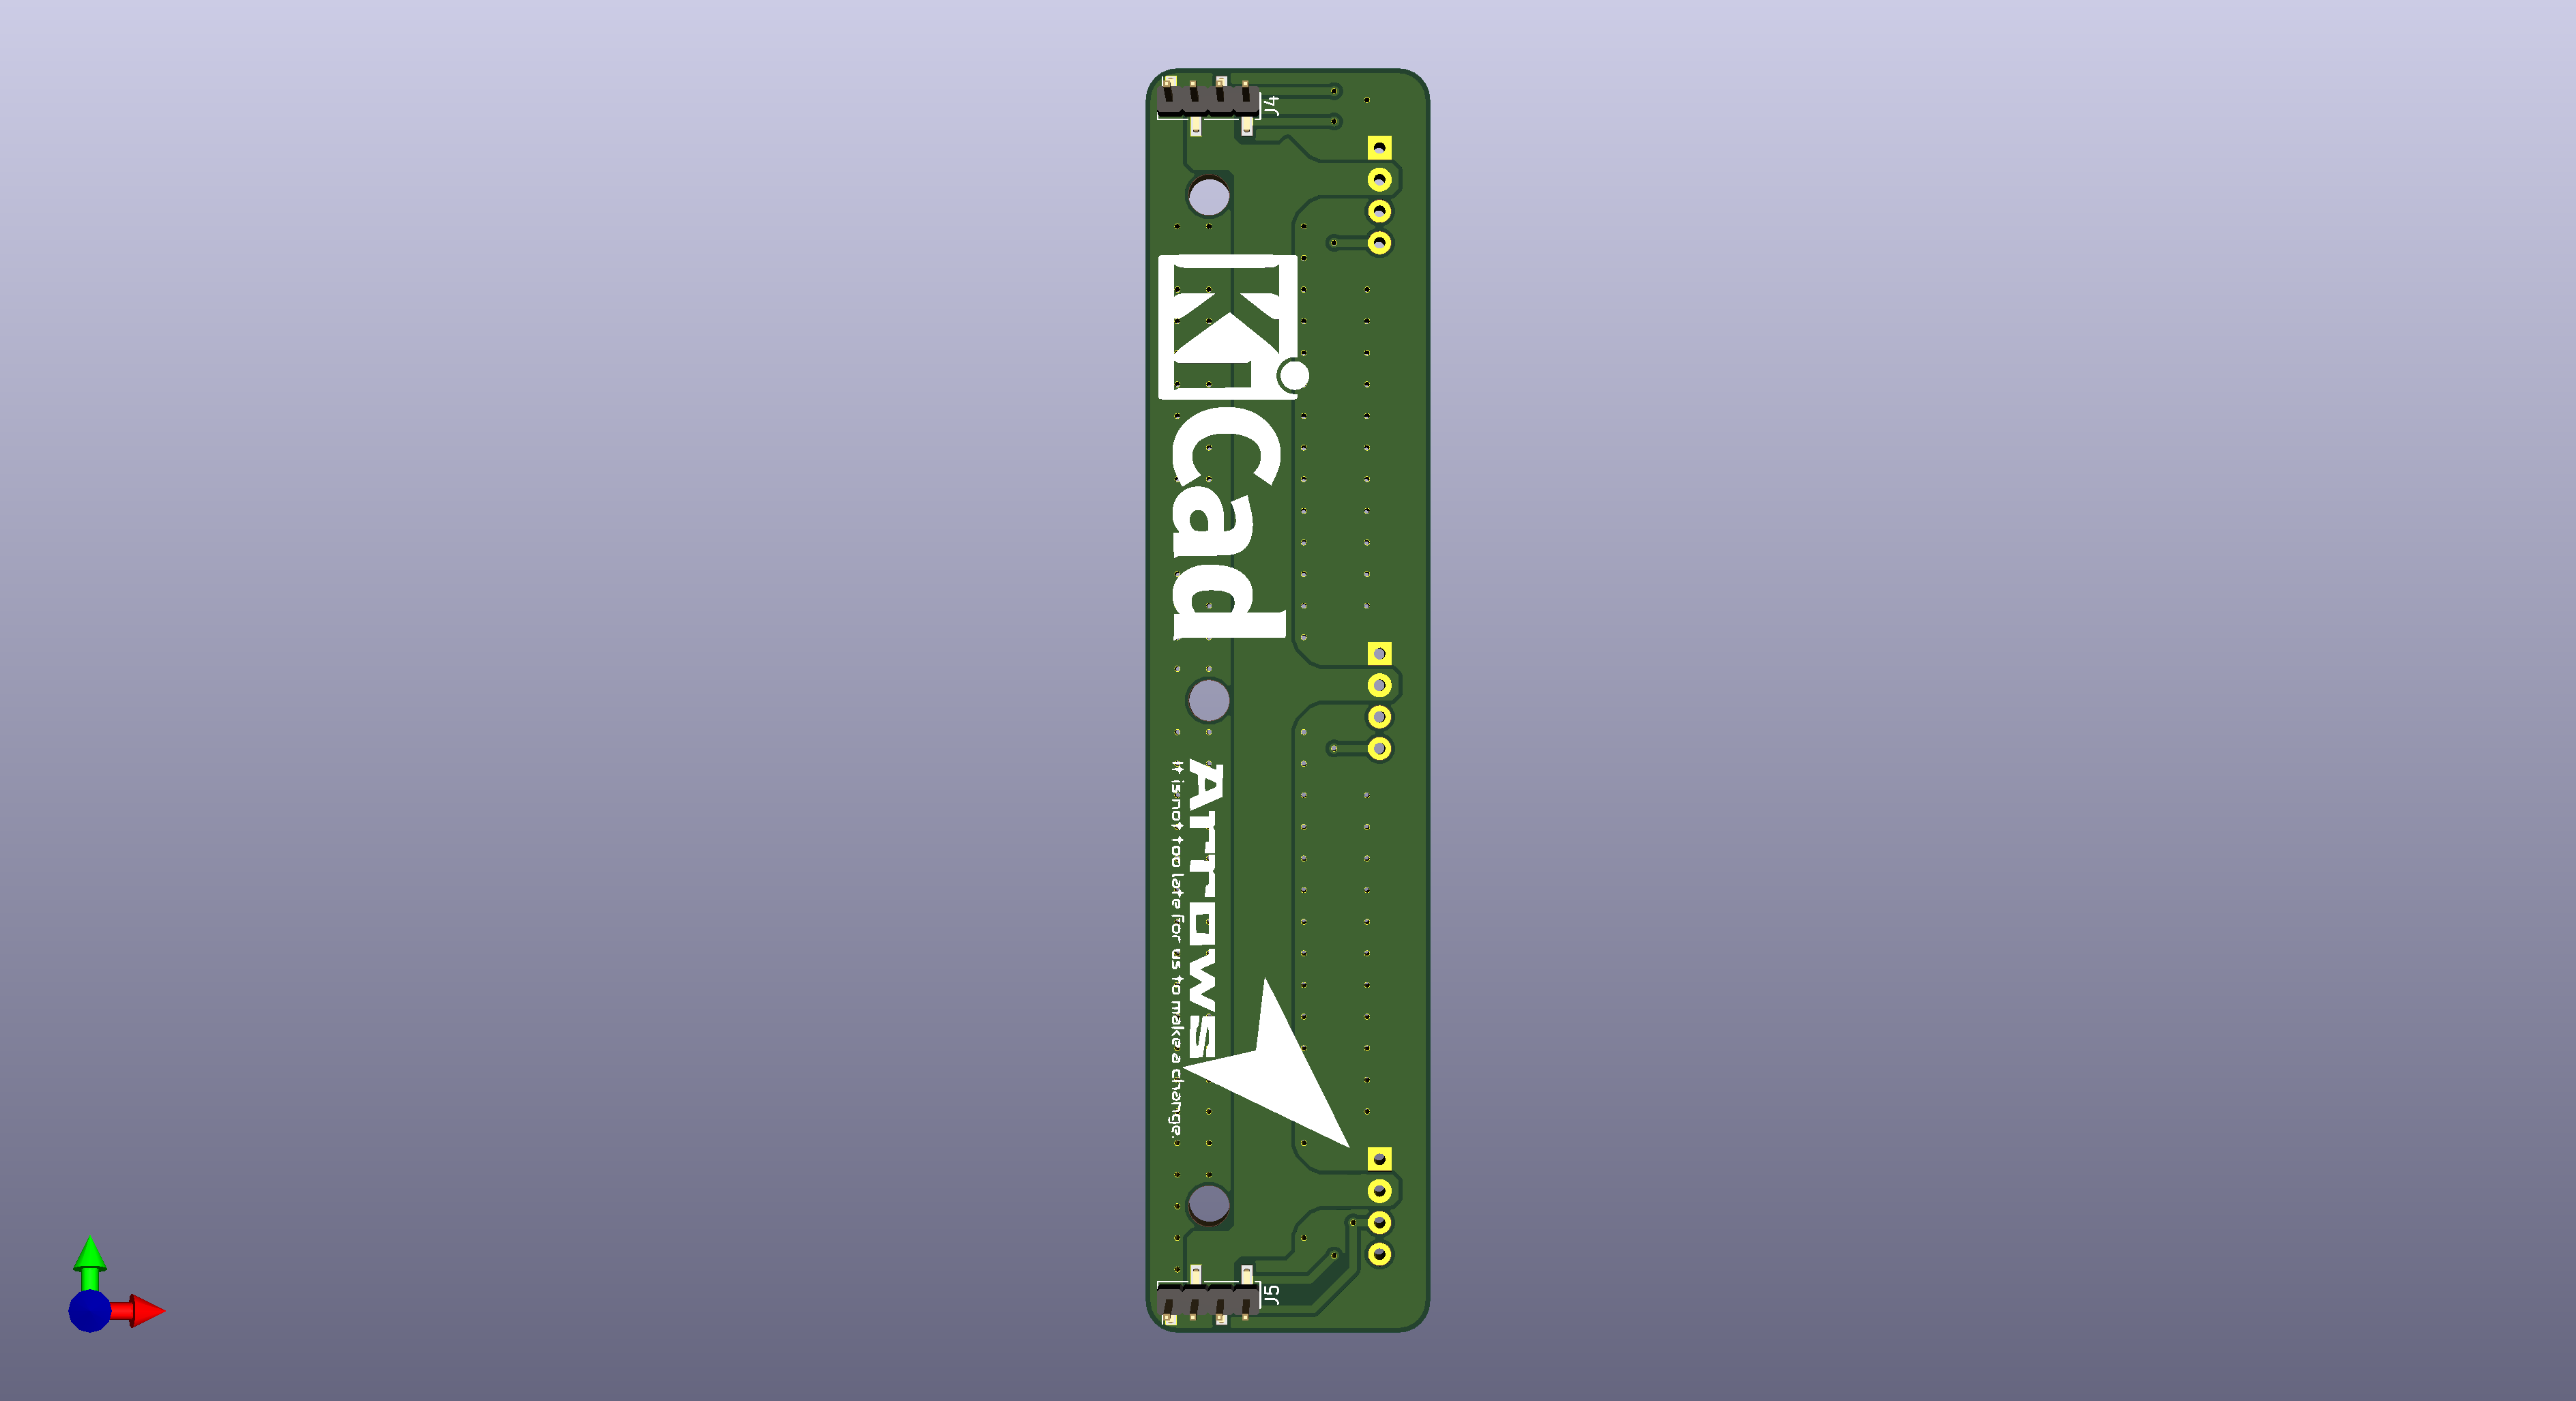 J4
KiCad
Arrows
It is not too late for us to make a change.
J5